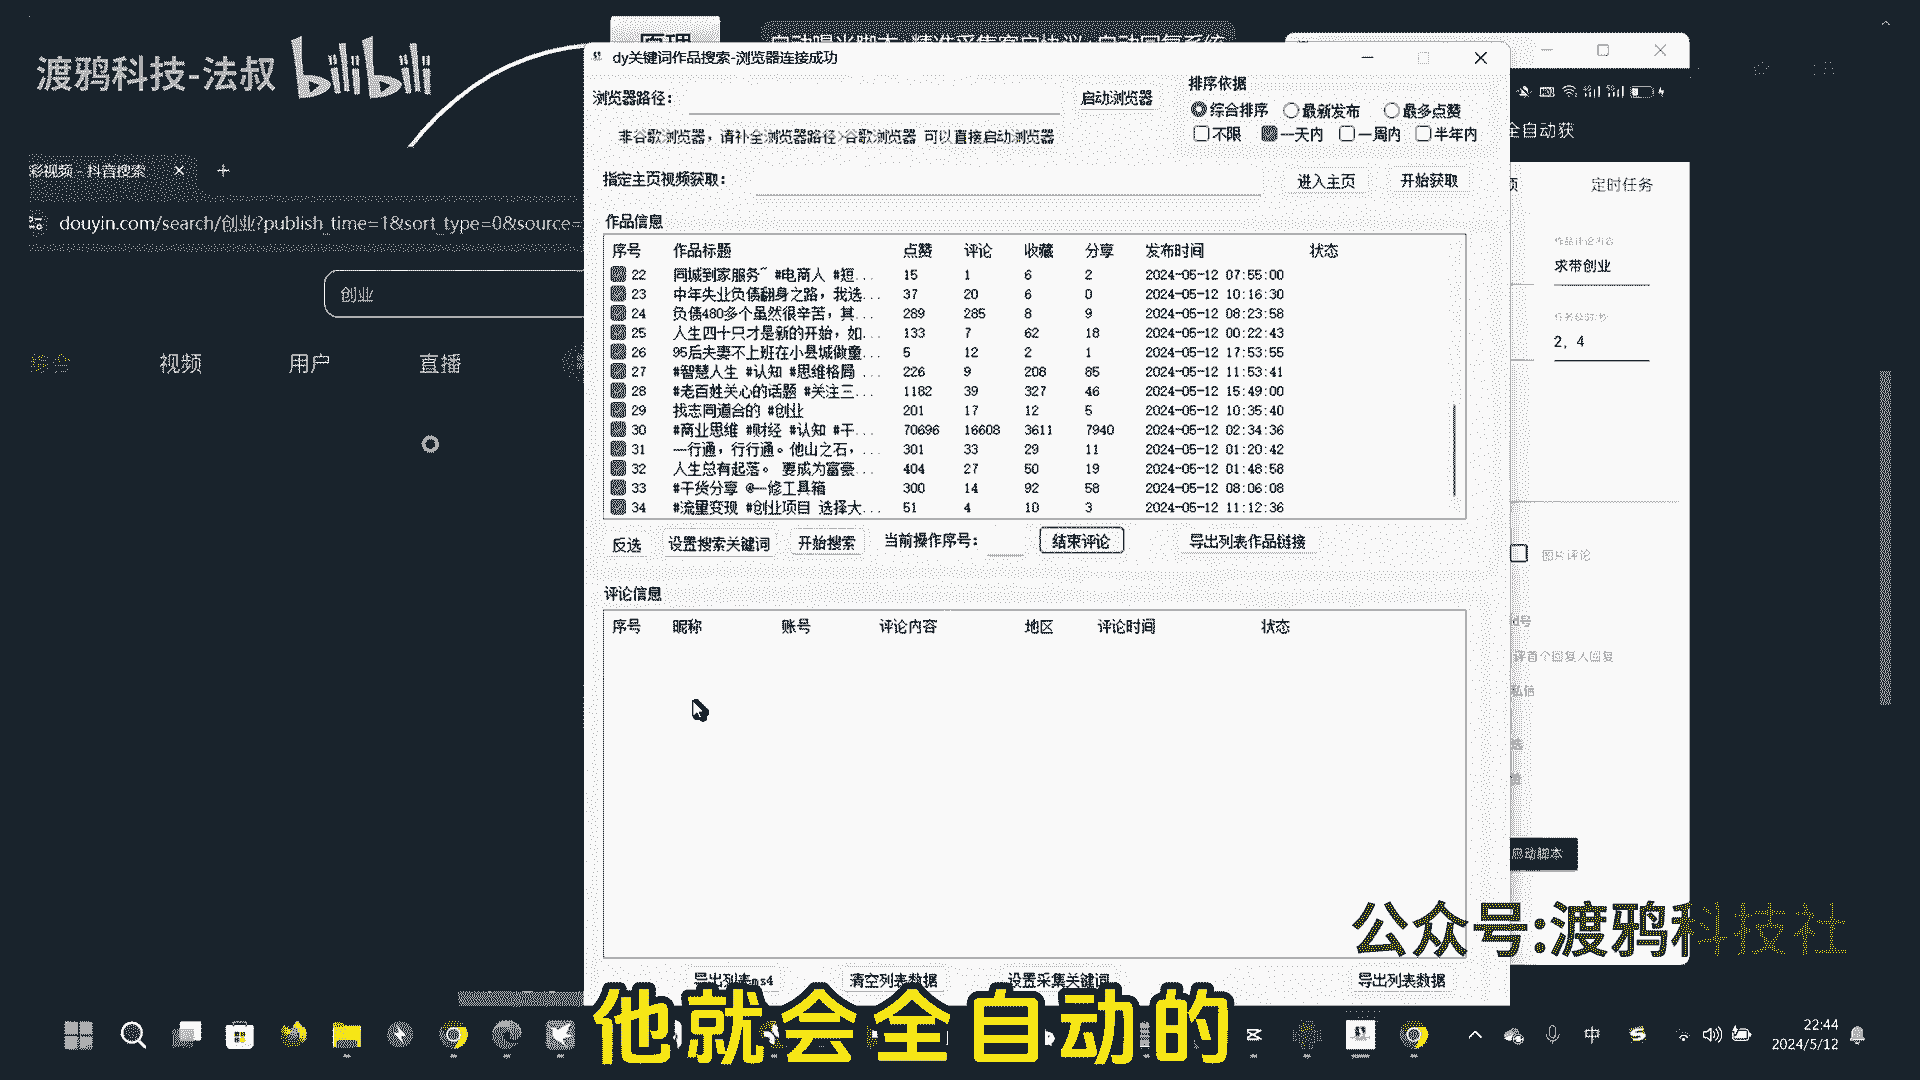 渡鸦科技-法叔 bilibili
dy关键词作品搜索-浏览器连接成功
浏览器路径：
启动浏览器
非谷歌浏览器，请补全浏览器路径>谷歌浏览器 可以直接启动浏览器
排序依据
综合排序 最新发布 最多点赞
不限 一天内 一周内 半年内
指定主页视频获取：
进入主页 开始获取
作品信息
序号 作品标题 点赞 评论 收藏 分享 发布时间 状态
22 同城到家服务~ #电商人 #短... 15 1 6 2 2024-05-12 07:55:00
23 中年失业负债翻身之路，我选... 37 20 6 0 2024-05-12 10:16:30
24 负债480多个虽然很辛苦，其... 289 285 8 9 2024-05-12 08:23:58
25 人生四十只才是新的开始，如... 133 7 62 18 2024-05-12 00:22:43
26 95后夫妻不上班在小县城做童... 5 12 2 1 2024-05-12 17:53:55
27 #智慧人生 #认知 #思维格局 ... 226 9 208 85 2024-05-12 11:53:41
28 #老百姓关心的话题 #关注三... 1182 39 327 46 2024-05-12 15:49:00
29 找志同道合的 #创业 201 17 12 5 2024-05-12 10:35:40
30 #商业思维 #财经 #认知 #干... 70696 16608 3611 7940 2024-05-12 02:34:36
31 一行通，行行通。他山之石，... 301 33 29 11 2024-05-12 01:20:42
32 人生总有起落。 要成为富豪... 404 27 50 19 2024-05-12 01:48:58
33 #干货分享 @一修工具箱 300 14 92 58 2024-05-12 08:06:08
34 #流量变现 #创业项目 选择大... 51 4 10 3 2024-05-12 11:12:36
反选 设置搜索关键词 开始搜索 当前操作序号： 结束评论 导出列表作品链接
评论信息
序号 昵称 账号 评论内容 地区 评论时间 状态
清空列表数据 设置采集关键词 导出列表数据
彩视频 - 抖音搜索
douyin.com/search/创业?publish_time=1&sort_type=0&source=
创业
综合 视频 用户 直播
全自动获
定时任务
作品评论内容
求带创业
2, 4
图片评论
评首个回复人回复
私信
启动脚本
公众号:渡鸦科技社
他就会全自动的
中
22:44
2024/5/12